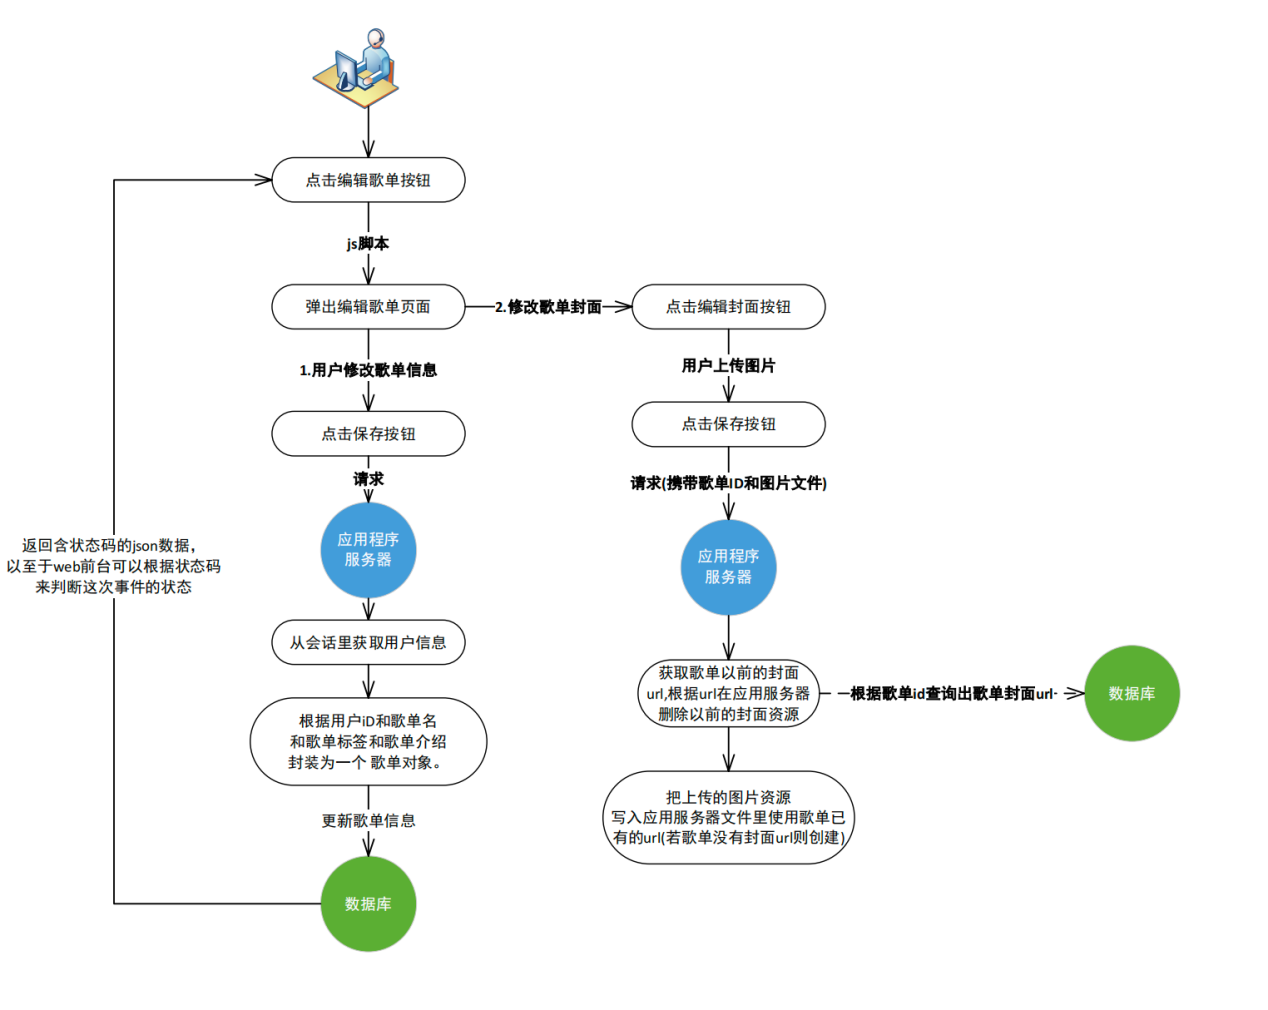 点击编辑歌单按钮
js脚本
弹出编辑歌单页面
2.修改歌单封面
点击编辑封面按钮
1.用户修改歌单信息
用户上传图片
点击保存按钮
点击保存按钮
请求
请求(携带歌单ID和图片文件)
应用程序
服务器
应用程序
服务器
返回含状态码的json数据，
以至于web前台可以根据状态码
来判断这次事件的状态
从会话里获取用户信息
获取歌单以前的封面
url,根据url在应用服务器
删除以前的封面资源
根据歌单id查询出歌单封面url
数据库
根据用户iD和歌单名
和歌单标签和歌单介绍
封装为一个 歌单对象。
把上传的图片资源
写入应用服务器文件里使用歌单已
有的url(若歌单没有封面url则创建)
更新歌单信息
数据库